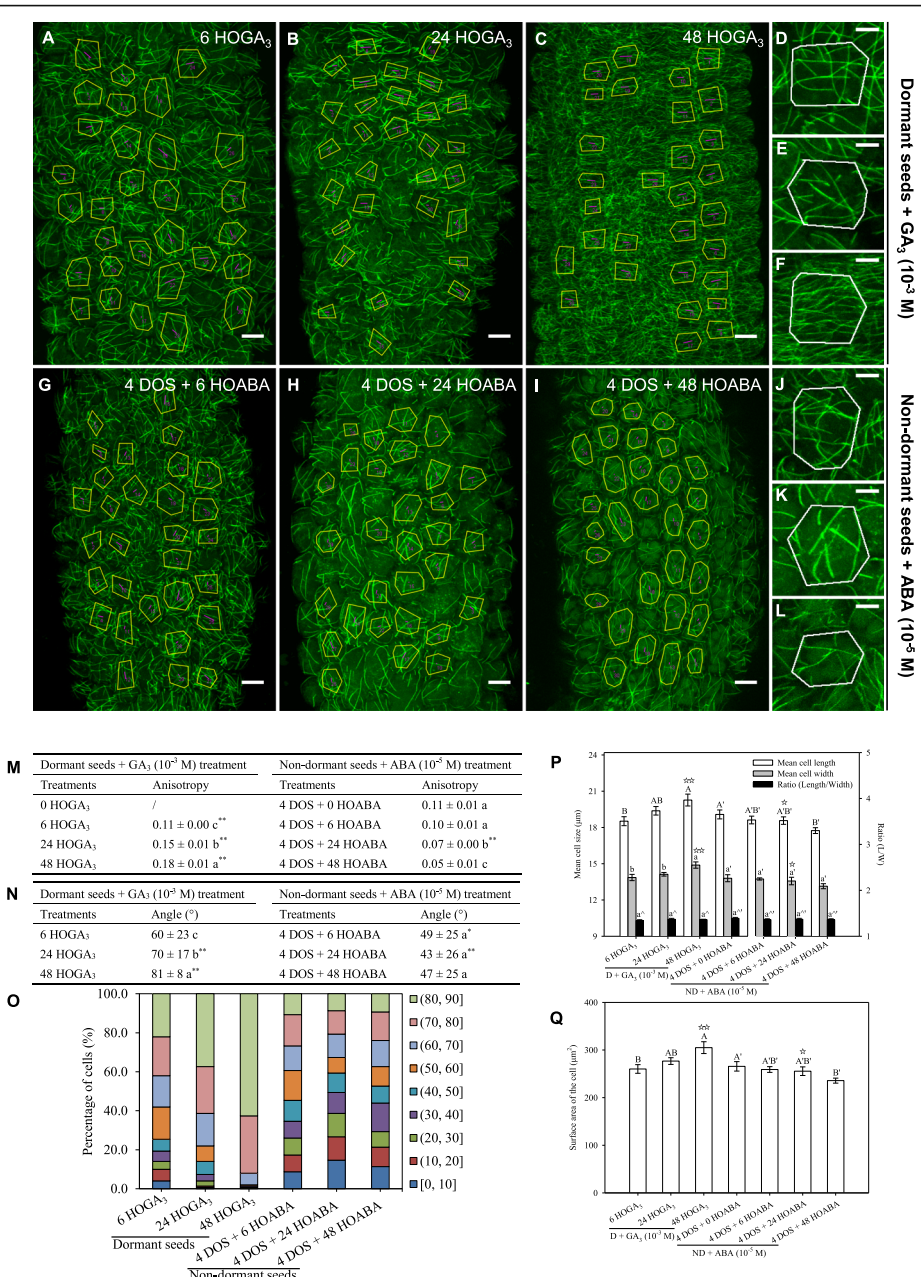 A 6 HOGA₃
B 24 HOGA₃
C 48 HOGA₃
D
E
F
Dormant seeds + GA₃ (10⁻³ M)
G 4 DOS + 6 HOABA
H 4 DOS + 24 HOABA
I 4 DOS + 48 HOABA
J
K
L
Non-dormant seeds + ABA (10⁻⁵ M)
M
Dormant seeds + GA₃ (10⁻³ M) treatment Non-dormant seeds + ABA (10⁻⁵ M) treatment
Treatments Anisotropy Treatments Anisotropy
0 HOGA₃ / 4 DOS + 0 HOABA 0.11 ± 0.01 a
6 HOGA₃ 0.11 ± 0.00 c** 4 DOS + 6 HOABA 0.10 ± 0.01 a
24 HOGA₃ 0.15 ± 0.01 b** 4 DOS + 24 HOABA 0.07 ± 0.00 b**
48 HOGA₃ 0.18 ± 0.01 a** 4 DOS + 48 HOABA 0.05 ± 0.01 c
N
Dormant seeds + GA₃ (10⁻³ M) treatment Non-dormant seeds + ABA (10⁻⁵ M) treatment
Treatments Angle (°) Treatments Angle (°)
6 HOGA₃ 60 ± 23 c 4 DOS + 6 HOABA 49 ± 25 a*
24 HOGA₃ 70 ± 17 b** 4 DOS + 24 HOABA 43 ± 26 a**
48 HOGA₃ 81 ± 8 a** 4 DOS + 48 HOABA 47 ± 25 a
O
Percentage of cells (%)
100.0
80.0
60.0
40.0
20.0
0.0
(80, 90]
(70, 80]
(60, 70]
(50, 60]
(40, 50]
(30, 40]
(20, 30]
(10, 20]
[0, 10]
6 HOGA₃
24 HOGA₃
48 HOGA₃
4 DOS + 6 HOABA
4 DOS + 24 HOABA
4 DOS + 48 HOABA
Dormant seeds
Non-dormant seeds
P
Mean cell size (µm)
24
21
18
15
12
9
Mean cell length
Mean cell width
Ratio (Length/Width)
5
4
3
2
1
Ratio (L/W)
☆☆
B AB A A' A'B' A'B' B'
☆
☆☆
b b a a' a' a' a'
☆
a^ a^ a^ a^' a^' a^' a^'
6 HOGA₃
24 HOGA₃
48 HOGA₃
4 DOS + 0 HOABA
4 DOS + 6 HOABA
4 DOS + 24 HOABA
4 DOS + 48 HOABA
D + GA₃ (10⁻³ M)
ND + ABA (10⁻⁵ M)
Q
Surface area of the cell (µm²)
400
300
200
100
0
☆☆
☆
B AB A A' A'B' A'B' B'
6 HOGA₃
24 HOGA₃
48 HOGA₃
4 DOS + 0 HOABA
4 DOS + 6 HOABA
4 DOS + 24 HOABA
4 DOS + 48 HOABA
D + GA₃ (10⁻³ M)
ND + ABA (10⁻⁵ M)